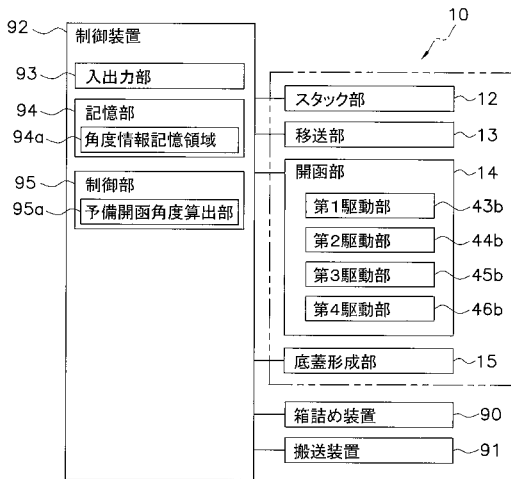 92
制御装置
93
入出力部
94
記憶部
94a
角度情報記憶領域
95
制御部
95a
予備開函角度算出部
10
スタック部
12
移送部
13
開函部
14
第1駆動部
43b
第2駆動部
44b
第3駆動部
45b
第4駆動部
46b
底蓋形成部
15
箱詰め装置
90
搬送装置
91